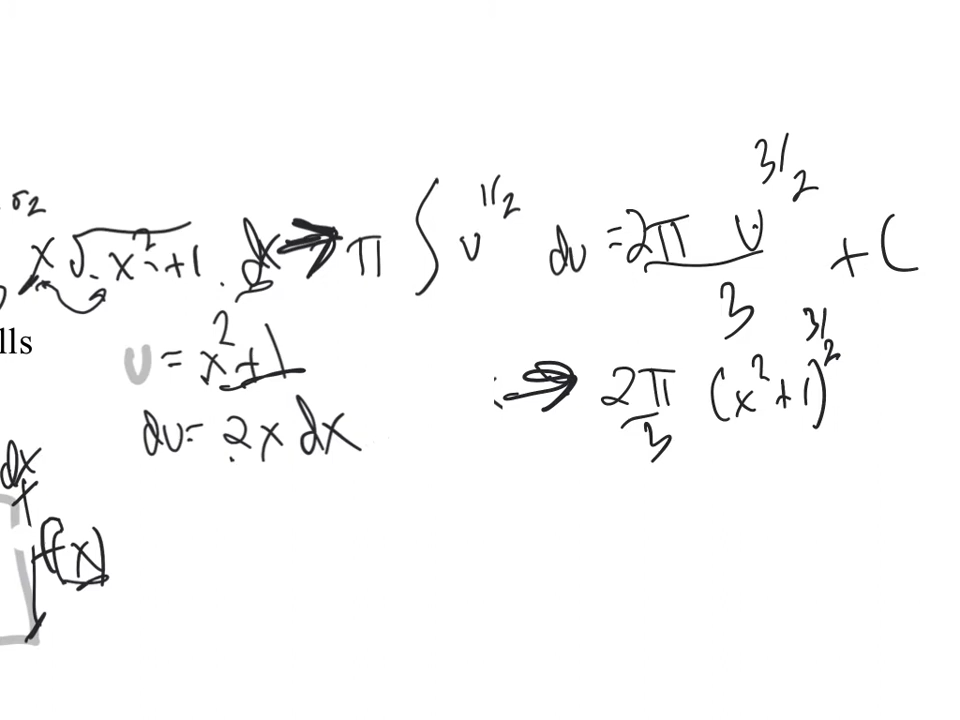 x √x²+1 . dx → π ∫ u^1/2 du = 2π u^3/2 / 3 + C
lls
u = x² + 1
→ 2π/3 (x² + 1)^3/2
du = 2x dx
dx
f(x)